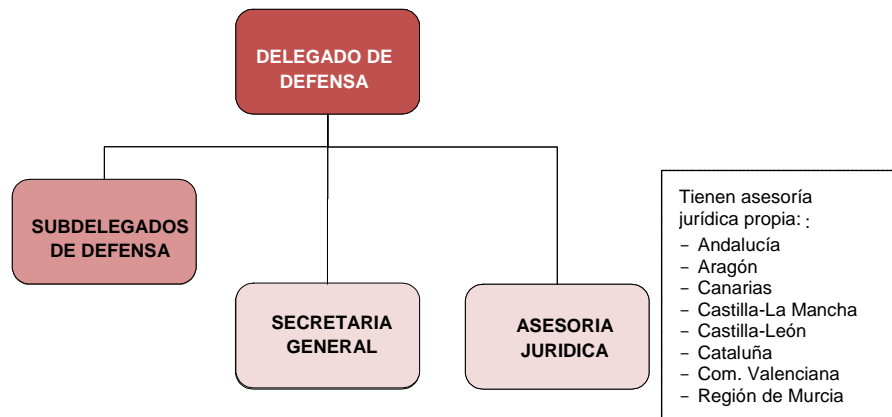 DELEGADO DE
DEFENSA
SUBDELEGADOS
DE DEFENSA
SECRETARIA
GENERAL
ASESORIA
JURIDICA
Tienen asesoría
jurídica propia: :
- Andalucía
- Aragón
- Canarias
- Castilla-La Mancha
- Castilla-León
- Cataluña
- Com. Valenciana
- Región de Murcia